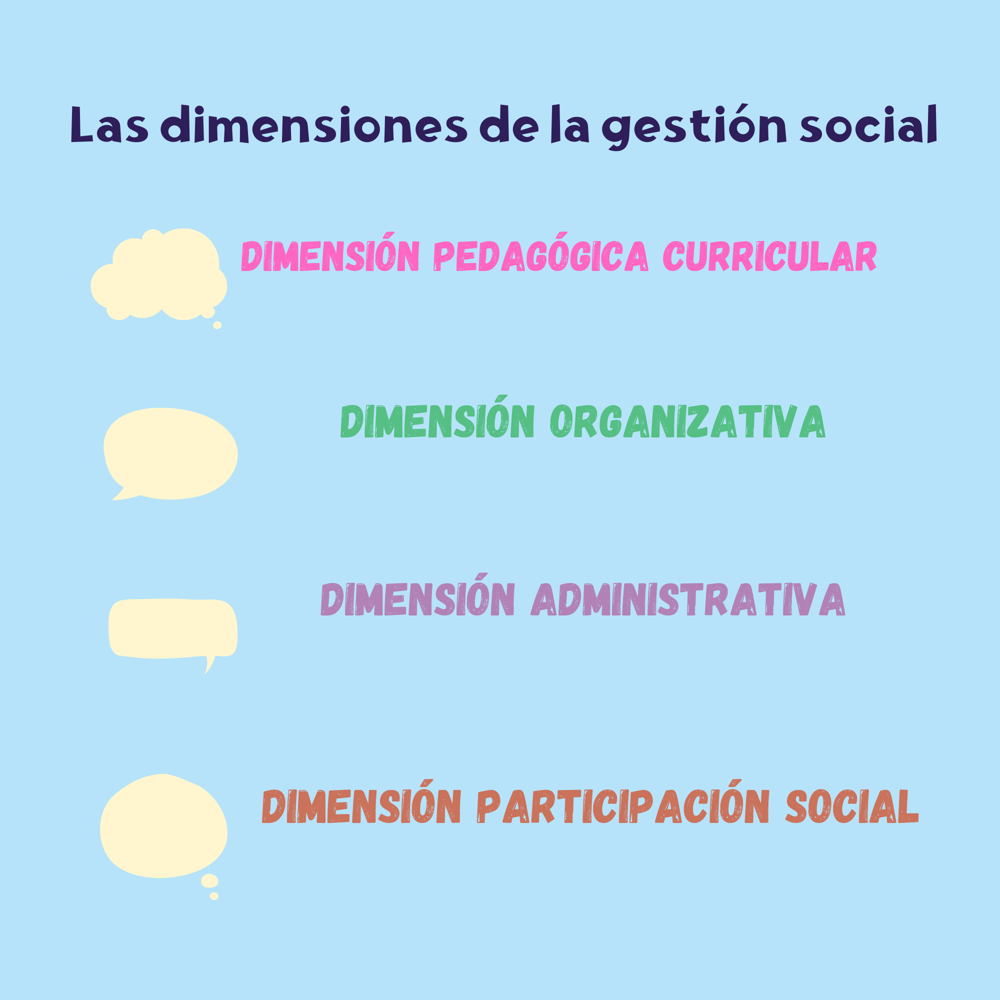 Las dimensiones de la gestión social
DIMENSIÓN PEDAGÓGICA CURRICULAR
DIMENSIÓN ORGANIZATIVA
DIMENSIÓN ADMINISTRATIVA
DIMENSIÓN PARTICIPACIÓN SOCIAL